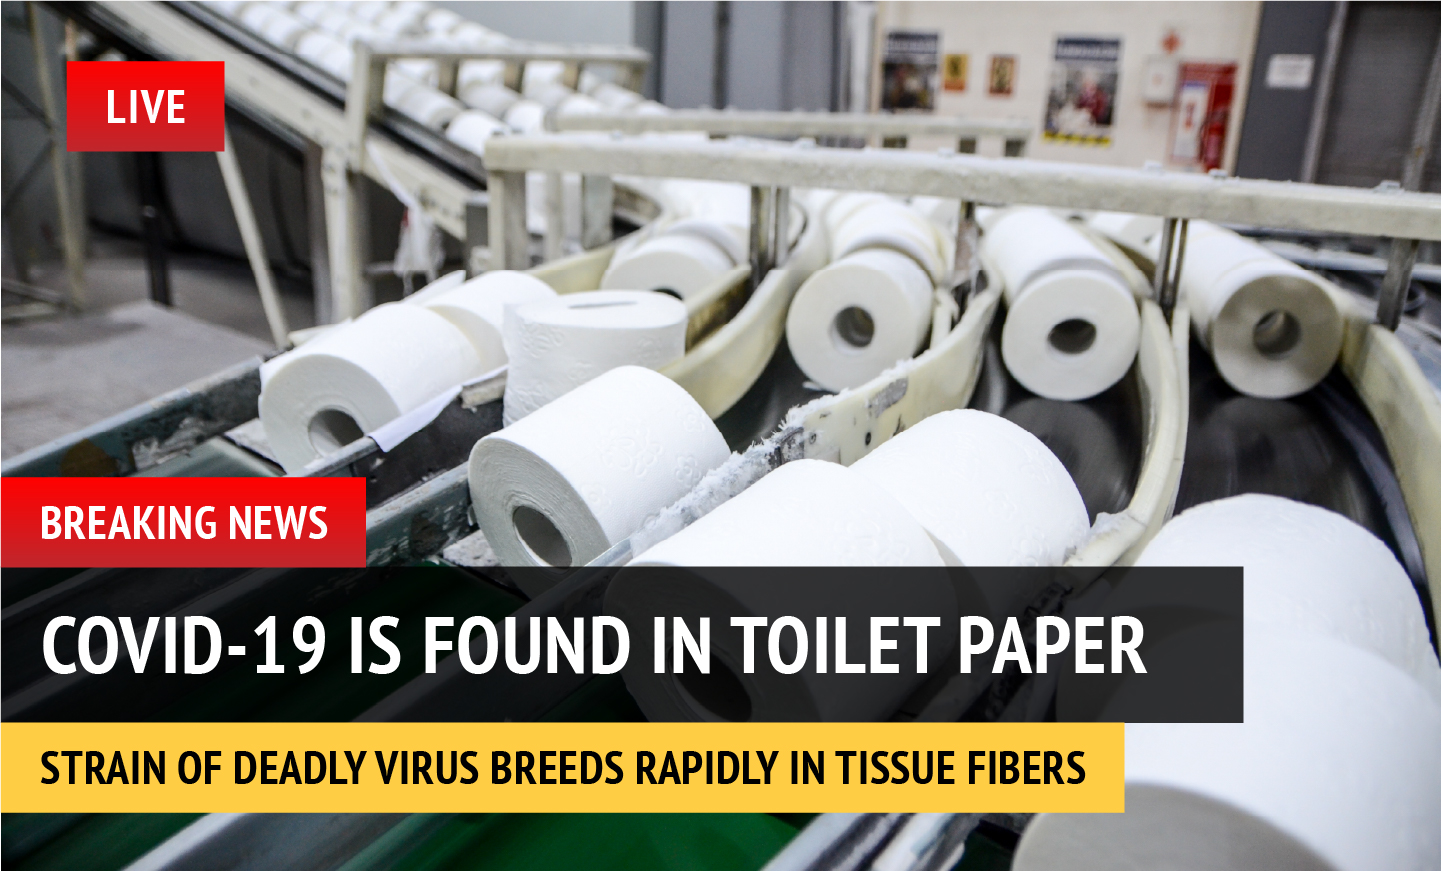 LIVE
BREAKING NEWS
COVID-19 IS FOUND IN TOILET PAPER
STRAIN OF DEADLY VIRUS BREEDS RAPIDLY IN TISSUE FIBERS